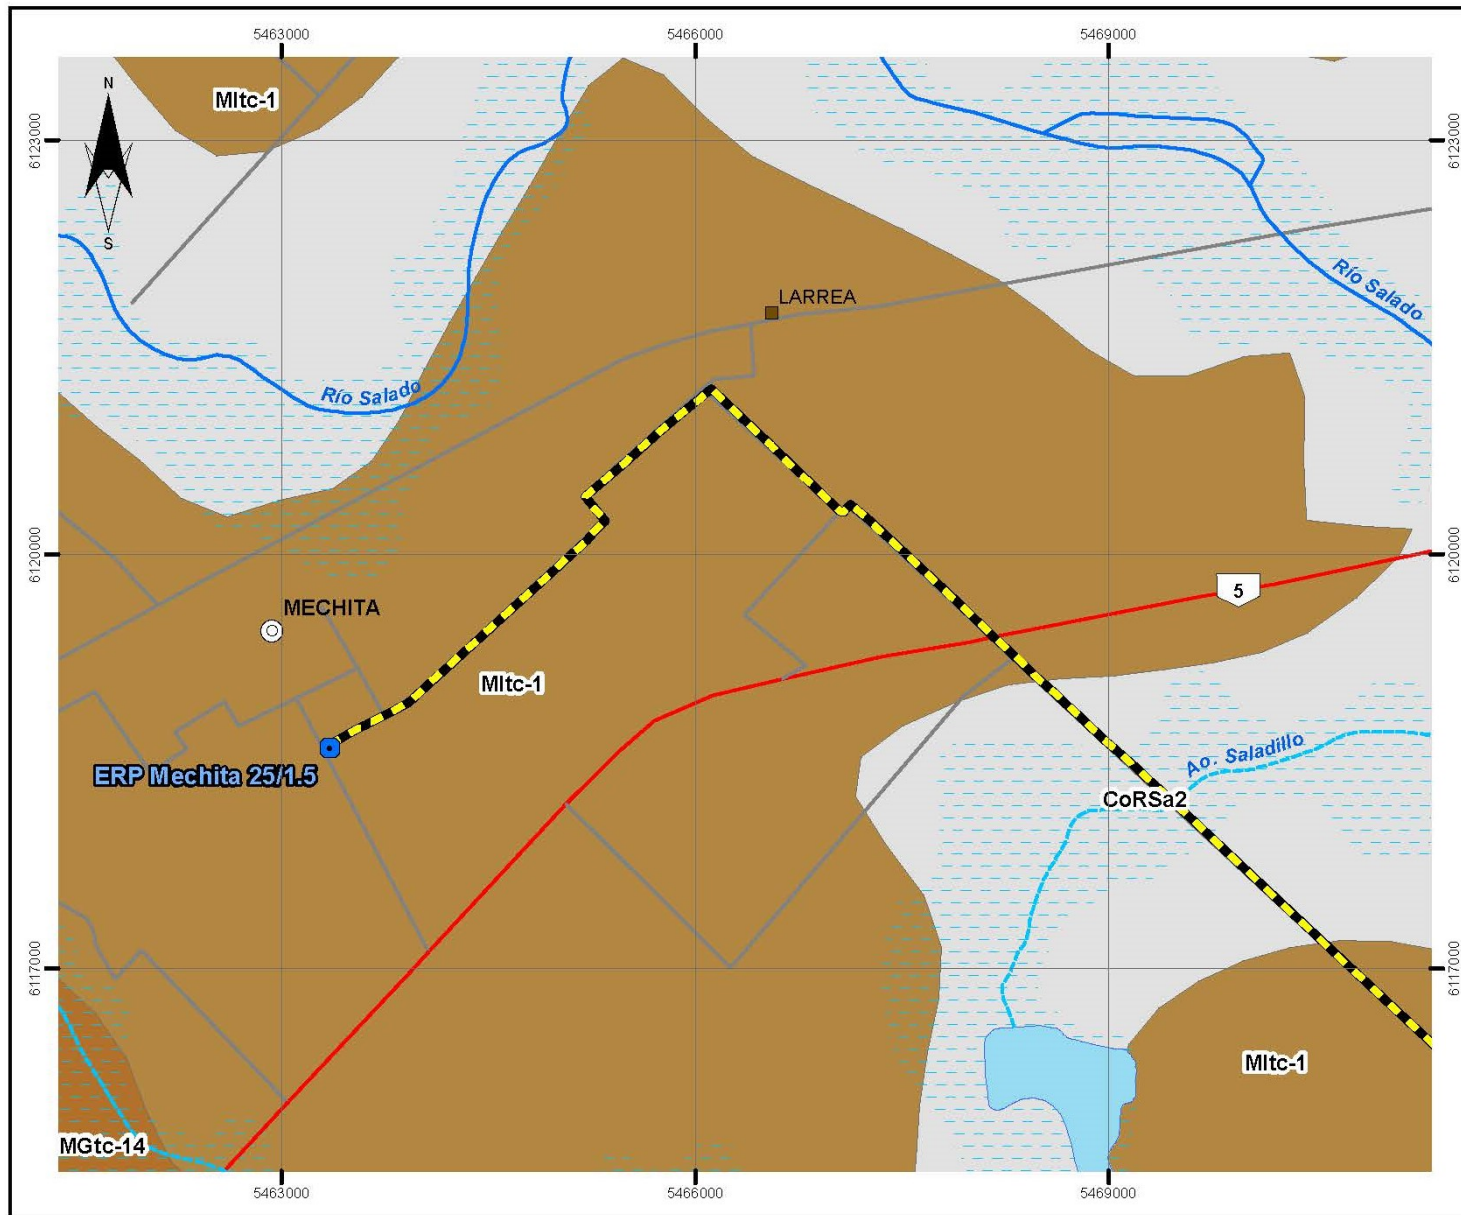 5463000
5466000
5469000
N
S
MItc-1
6123000
6123000
Río Salado
LARREA
Río Salado
6120000
6120000
5
MECHITA
MItc-1
Ao. Saladillo
ERP Mechita 25/1.5
CoRSa2
6117000
6117000
MItc-1
MGtc-14
5463000
5466000
5469000